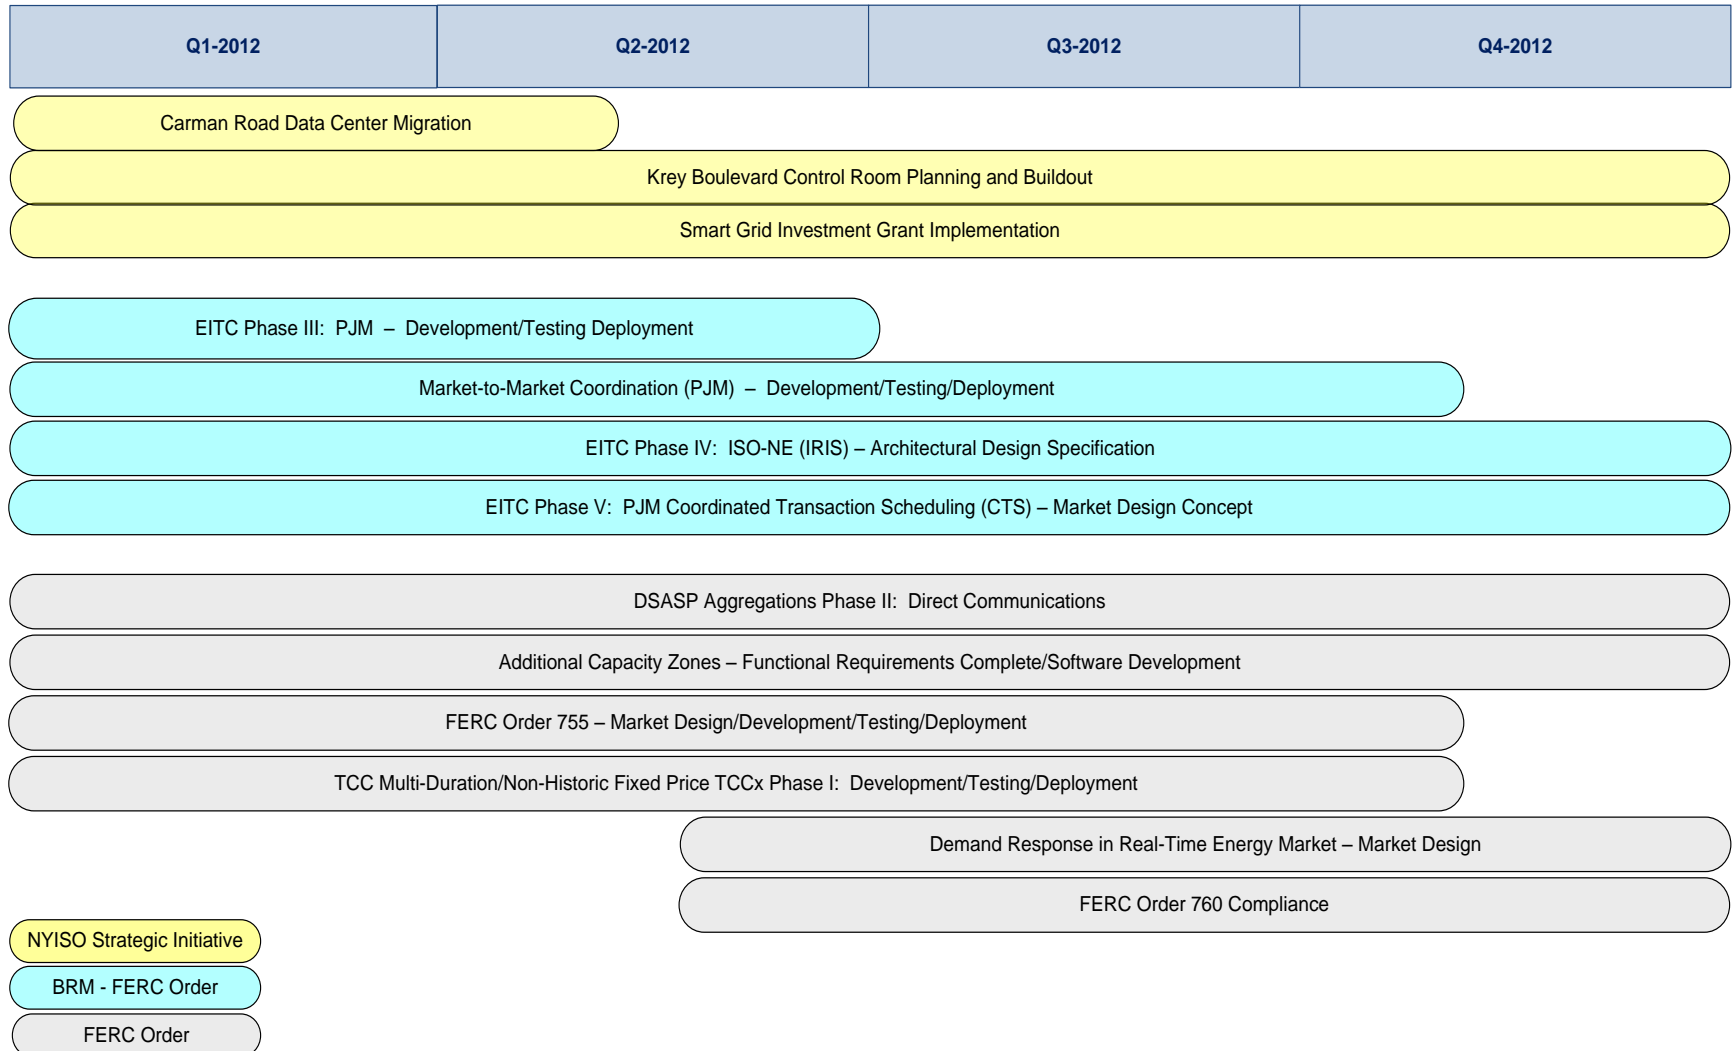 Q1-2012 Q2-2012 Q3-2012 Q4-2012
Carman Road Data Center Migration
Krey Boulevard Control Room Planning and Buildout
Smart Grid Investment Grant Implementation
EITC Phase III:  PJM  –  Development/Testing Deployment
Market-to-Market Coordination (PJM)  –  Development/Testing/Deployment
EITC Phase IV:  ISO-NE (IRIS) – Architectural Design Specification
EITC Phase V:  PJM Coordinated Transaction Scheduling (CTS) – Market Design Concept
DSASP Aggregations Phase II:  Direct Communications
Additional Capacity Zones – Functional Requirements Complete/Software Development
FERC Order 755 – Market Design/Development/Testing/Deployment
TCC Multi-Duration/Non-Historic Fixed Price TCCx Phase I:  Development/Testing/Deployment
Demand Response in Real-Time Energy Market – Market Design
FERC Order 760 Compliance
NYISO Strategic Initiative
BRM - FERC Order
FERC Order